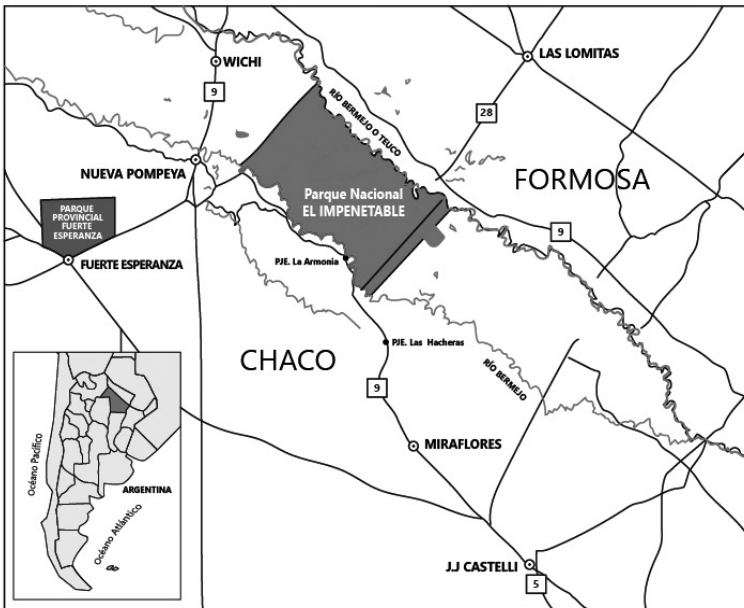 WICHI
LAS LOMITAS
9
RÍO BERMEJO O TEUCO
28
NUEVA POMPEYA
FORMOSA
Parque Nacional
EL IMPENETABLE
PARQUE
PROVINCIAL
FUERTE
ESPERANZA
9
FUERTE ESPERANZA
PJE. La Armonia
PJE. Las Hacheras
CHACO
RÍO BERMEJO
9
MIRAFLORES
Océano Pacífico
ARGENTINA
Océano Atlántico
J.J CASTELLI
5